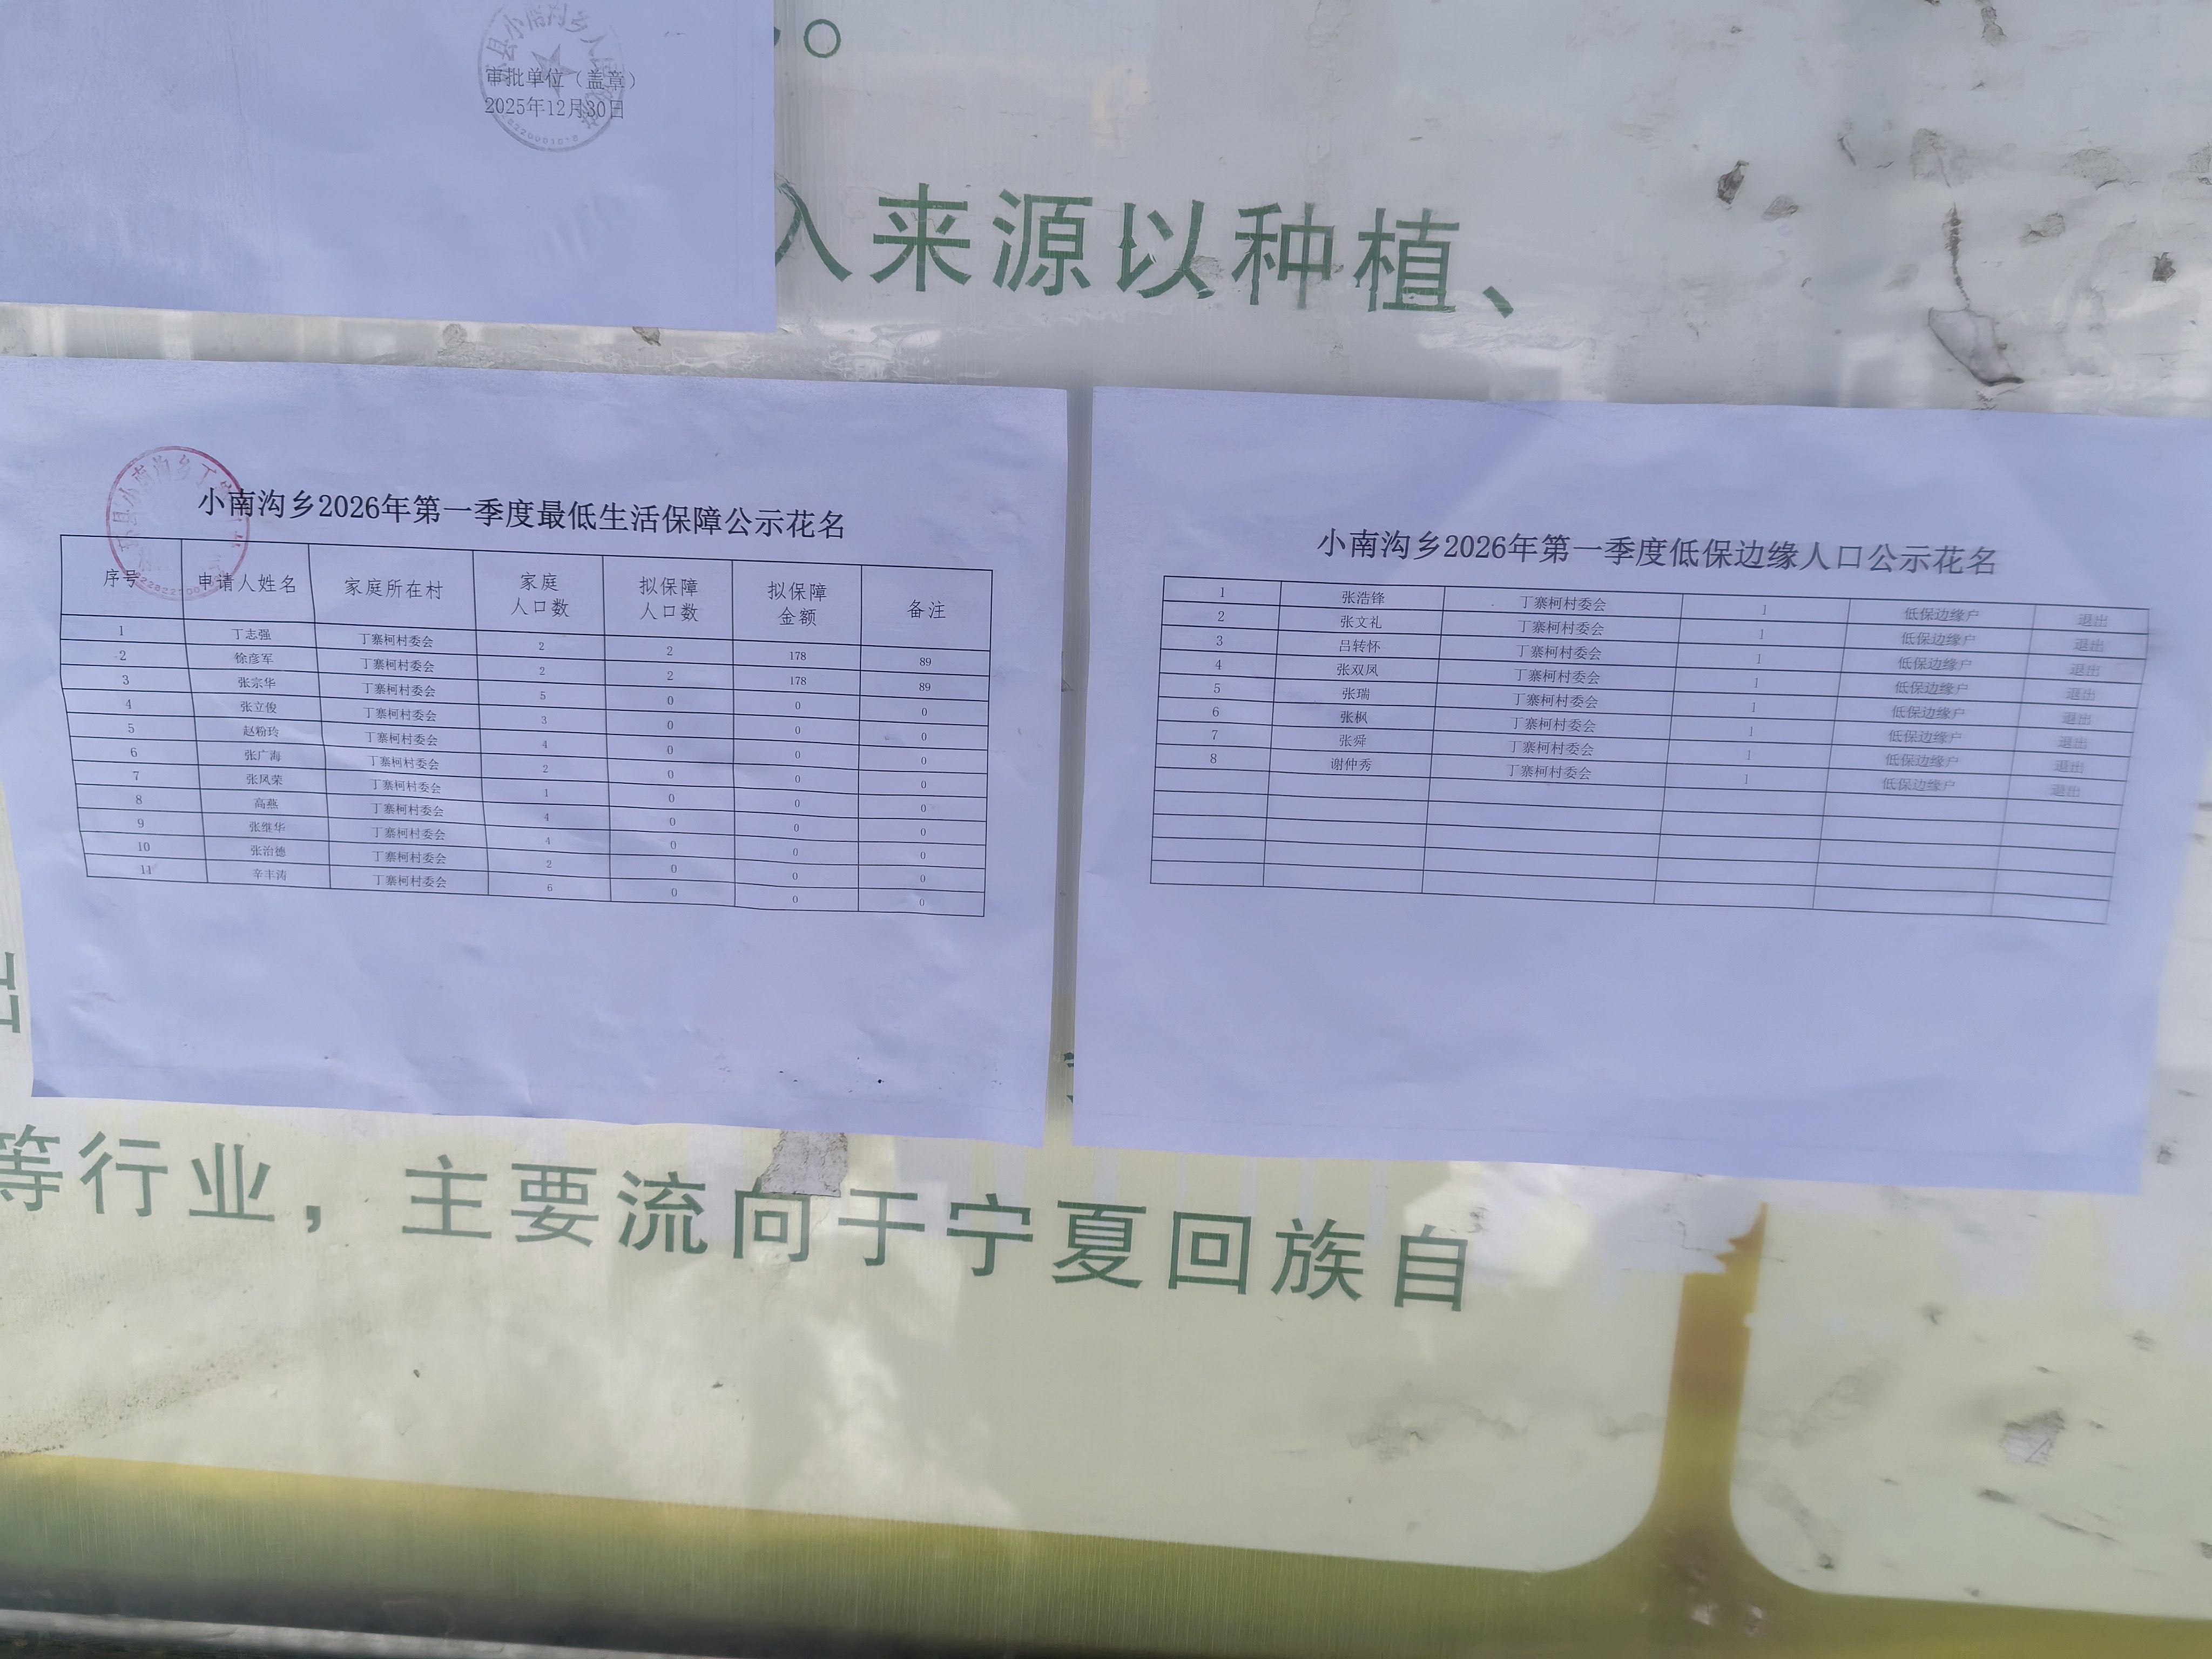 审批单位（盖章）
2025年12月30日
。
入来源以种植、
小南沟乡2026年第一季度最低生活保障公示花名
序号 申请人姓名 家庭所在村 家庭人口数 拟保障人口数 拟保障金额 备注
1 丁志强 丁寨柯村委会 2 2 178 89
2 徐彦军 丁寨柯村委会 2 2 178 89
3 张宗华 丁寨柯村委会 5 0 0 0
4 张立俊 丁寨柯村委会 3 0 0 0
5 赵粉玲 丁寨柯村委会 4 0 0 0
6 张广海 丁寨柯村委会 2 0 0 0
7 张凤荣 丁寨柯村委会 1 0 0 0
8 高燕 丁寨柯村委会 4 0 0 0
9 张维华 丁寨柯村委会 4 0 0 0
10 张治德 丁寨柯村委会 2 0 0 0
11 辛丰涛 丁寨柯村委会 6 0 0 0
小南沟乡2026年第一季度低保边缘人口公示花名
1 张浩锋 丁寨柯村委会 1 低保边缘户 退出
2 张文礼 丁寨柯村委会 1 低保边缘户 退出
3 吕转怀 丁寨柯村委会 1 低保边缘户 退出
4 张双凤 丁寨柯村委会 1 低保边缘户 退出
5 张瑞 丁寨柯村委会 1 低保边缘户 退出
6 张枫 丁寨柯村委会 1 低保边缘户 退出
7 张舜 丁寨柯村委会 1 低保边缘户 退出
8 谢仲秀 丁寨柯村委会 1 低保边缘户 退出
等行业，主要流向于宁夏回族自